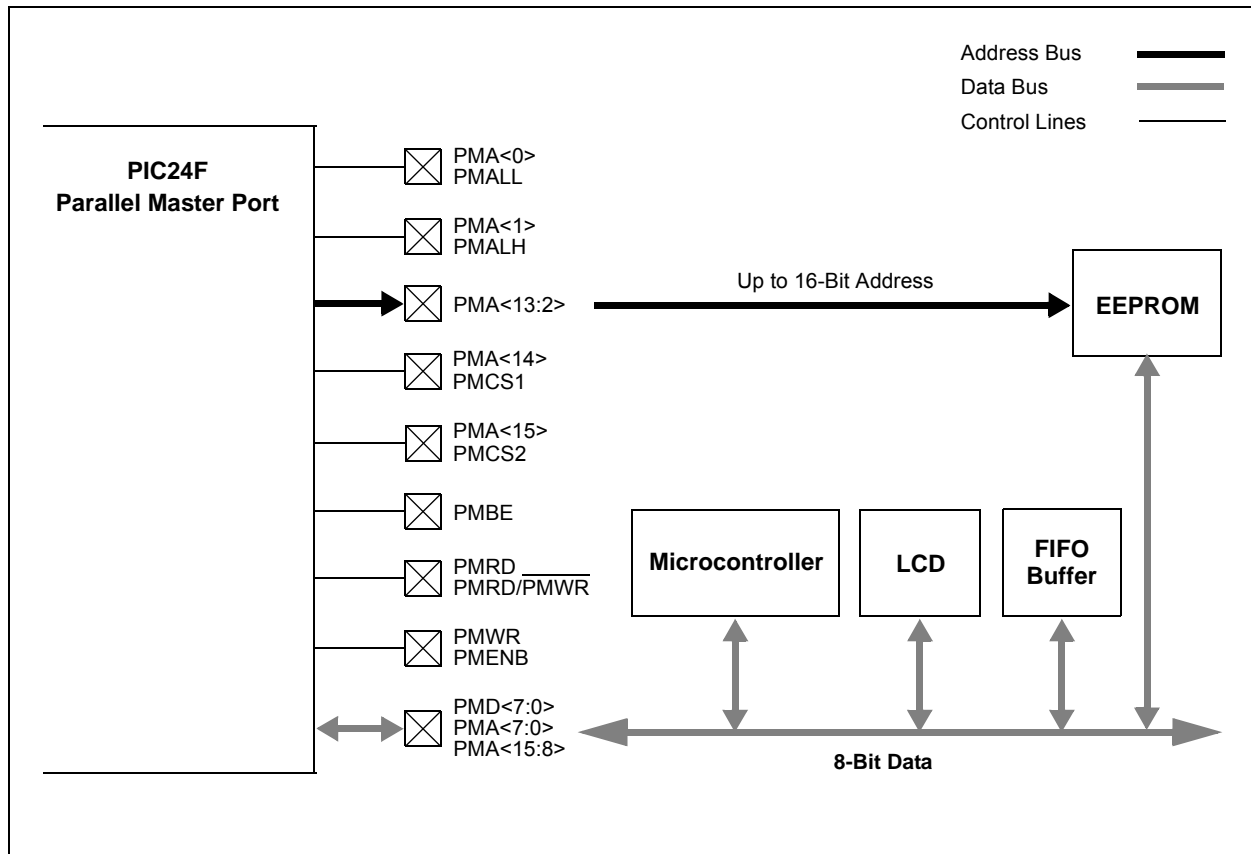 Address Bus
Data Bus
Control Lines
PIC24F
Parallel Master Port
PMA<0>
PMALL
PMA<1>
PMALH
PMA<13:2>
Up to 16-Bit Address
EEPROM
PMA<14>
PMCS1
PMA<15>
PMCS2
PMBE
Microcontroller
LCD
FIFO
Buffer
PMRD
PMRD/PMWR
PMWR
PMENB
PMD<7:0>
PMA<7:0>
PMA<15:8>
8-Bit Data